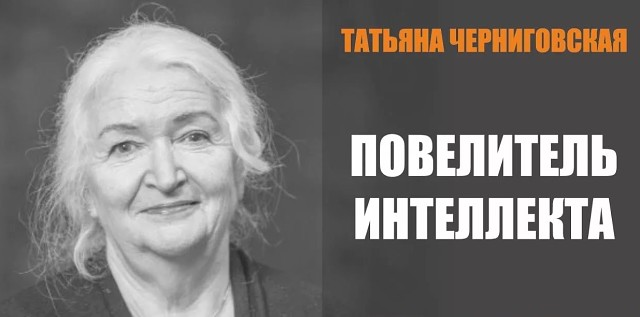 ТАТЬЯНА ЧЕРНИГОВСКАЯ
ПОВЕЛИТЕЛЬ
ИНТЕЛЛЕКТА